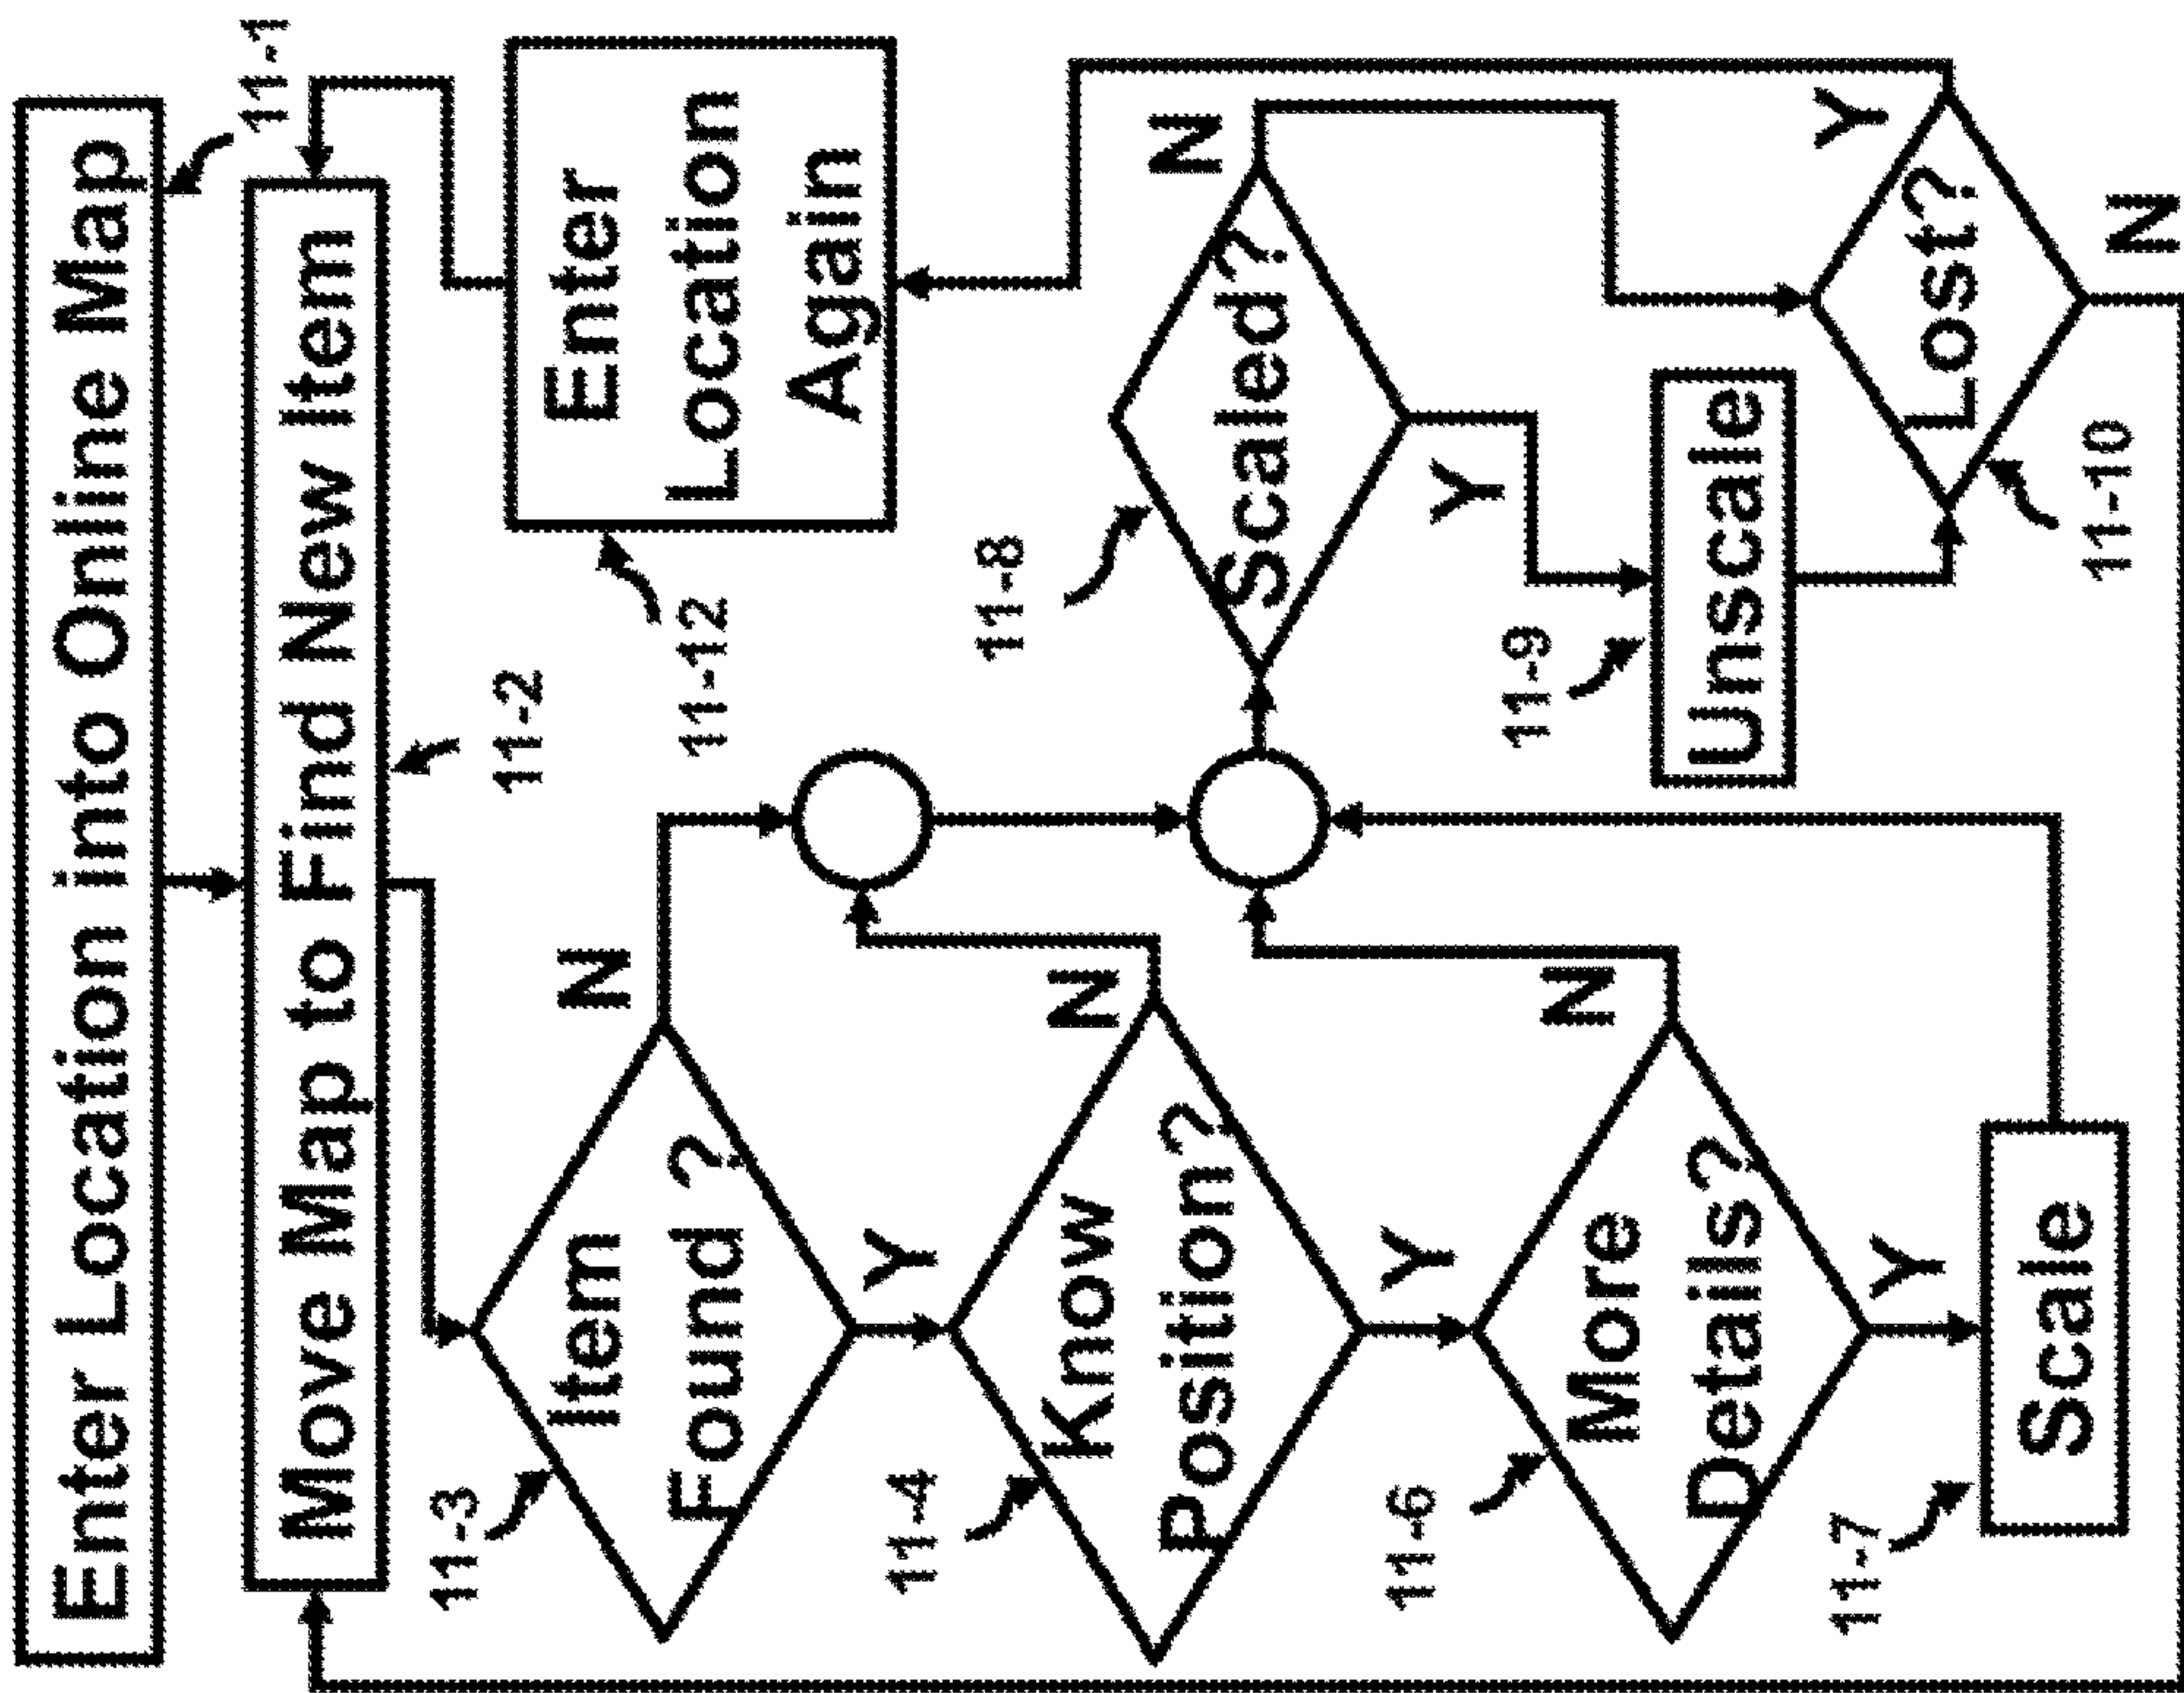 Enter Location into Online Map
11-1
Move Map to Find New Item
11-2
11-3
Item
Found ?
N
Y
11-4
Know
Position?
N
Y
11-6
More
Details?
N
Y
11-7
Scale
11-12
Enter
Location
Again
11-8
Scaled?
N
Y
11-9
Unscale
11-10
Lost?
Y
N